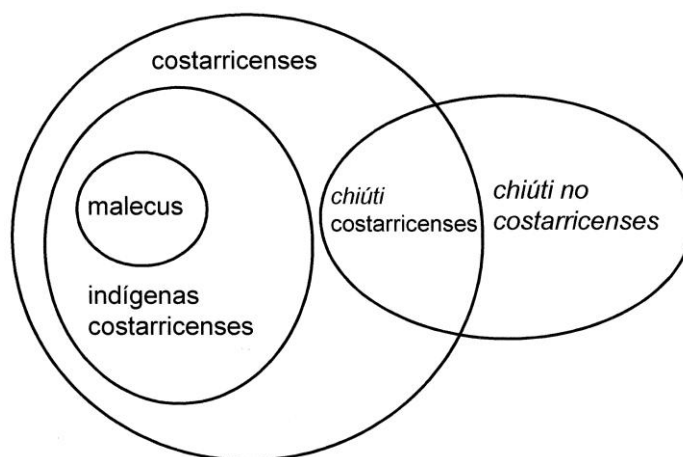 costarricenses
malecus
indígenas
costarricenses
chiúti
costarricenses
chiúti no
costarricenses